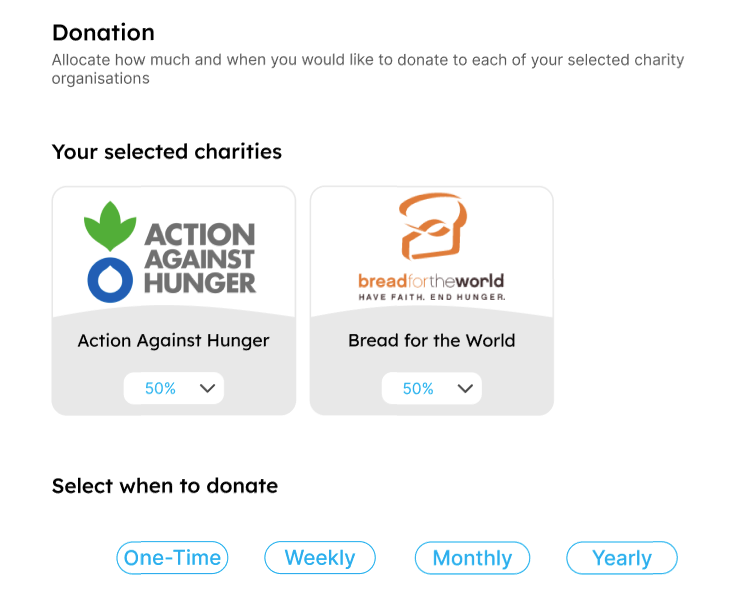 Donation
Allocate how much and when you would like to donate to each of your selected charity
organisations
Your selected charities
ACTION
AGAINST
HUNGER
Action Against Hunger
50%
breadfortheworld
HAVE FAITH. END HUNGER.
Bread for the World
50%
Select when to donate
One-Time Weekly Monthly Yearly